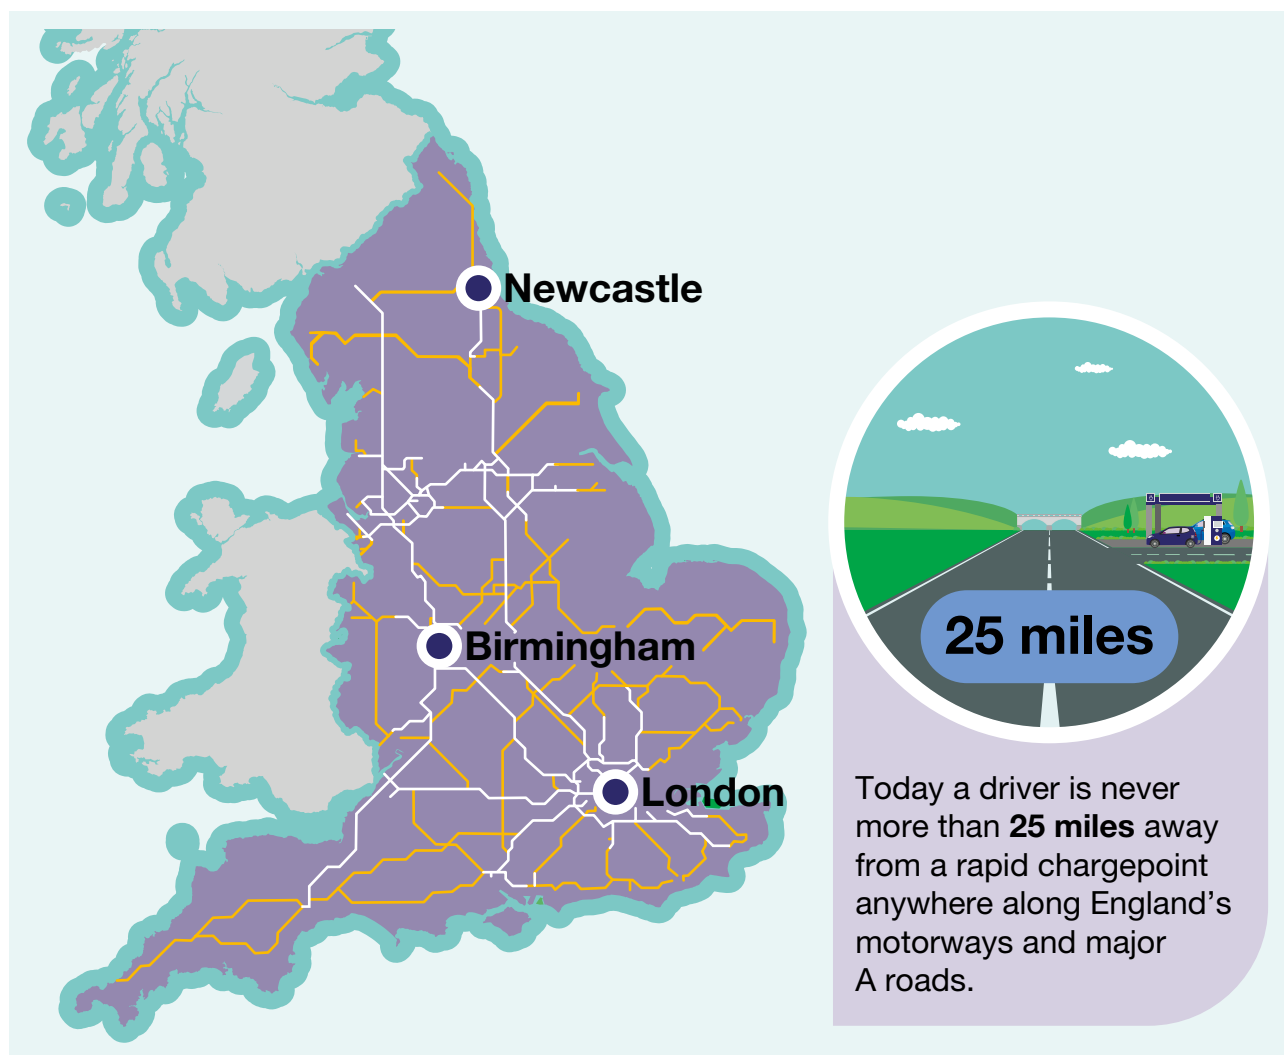 Newcastle
Birmingham
London
25 miles
Today a driver is never
more than 25 miles away
from a rapid chargepoint
anywhere along England’s
motorways and major
A roads.